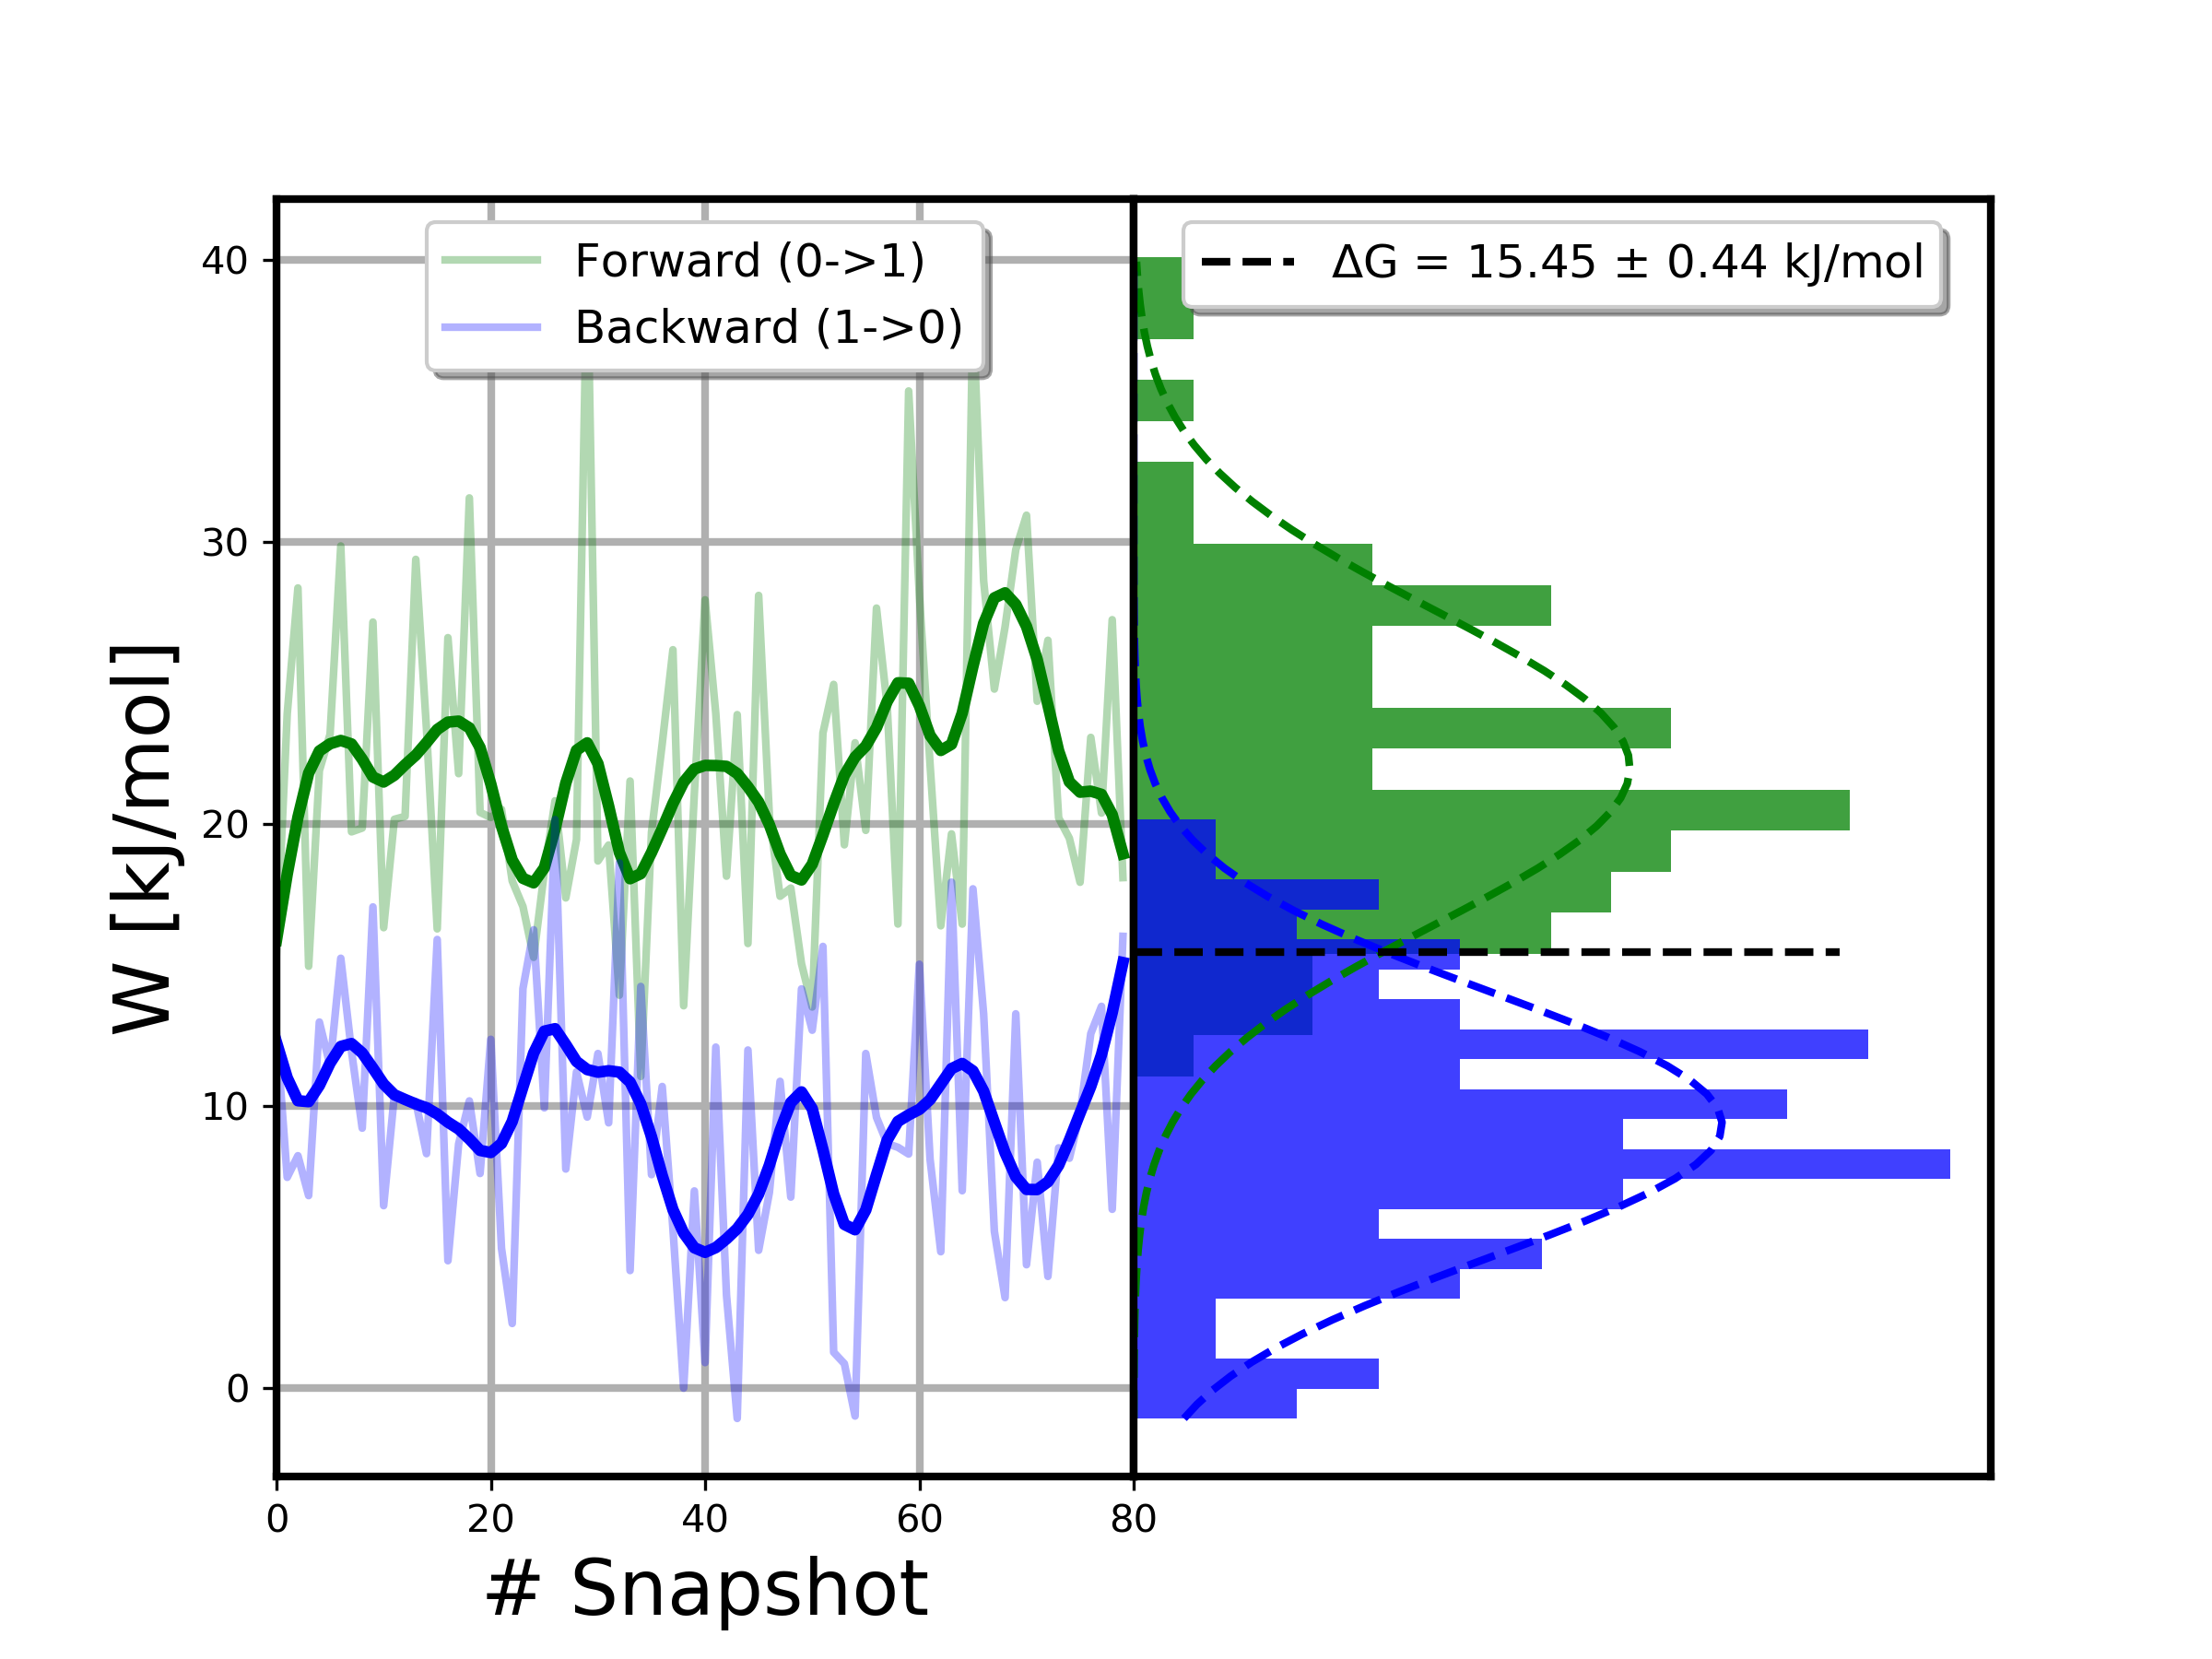 Forward (0->1)
Backward (1->0)
ΔG = 15.45 ± 0.44 kJ/mol
40
30
20
10
0
W [kJ/mol]
0 20 40 60 80
# Snapshot